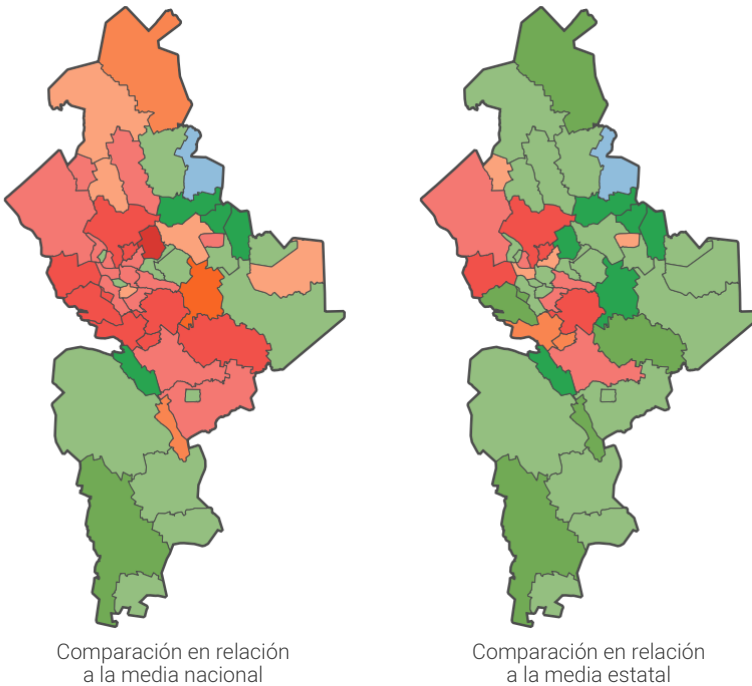 Comparación en relación
a la media nacional
Comparación en relación
a la media estatal